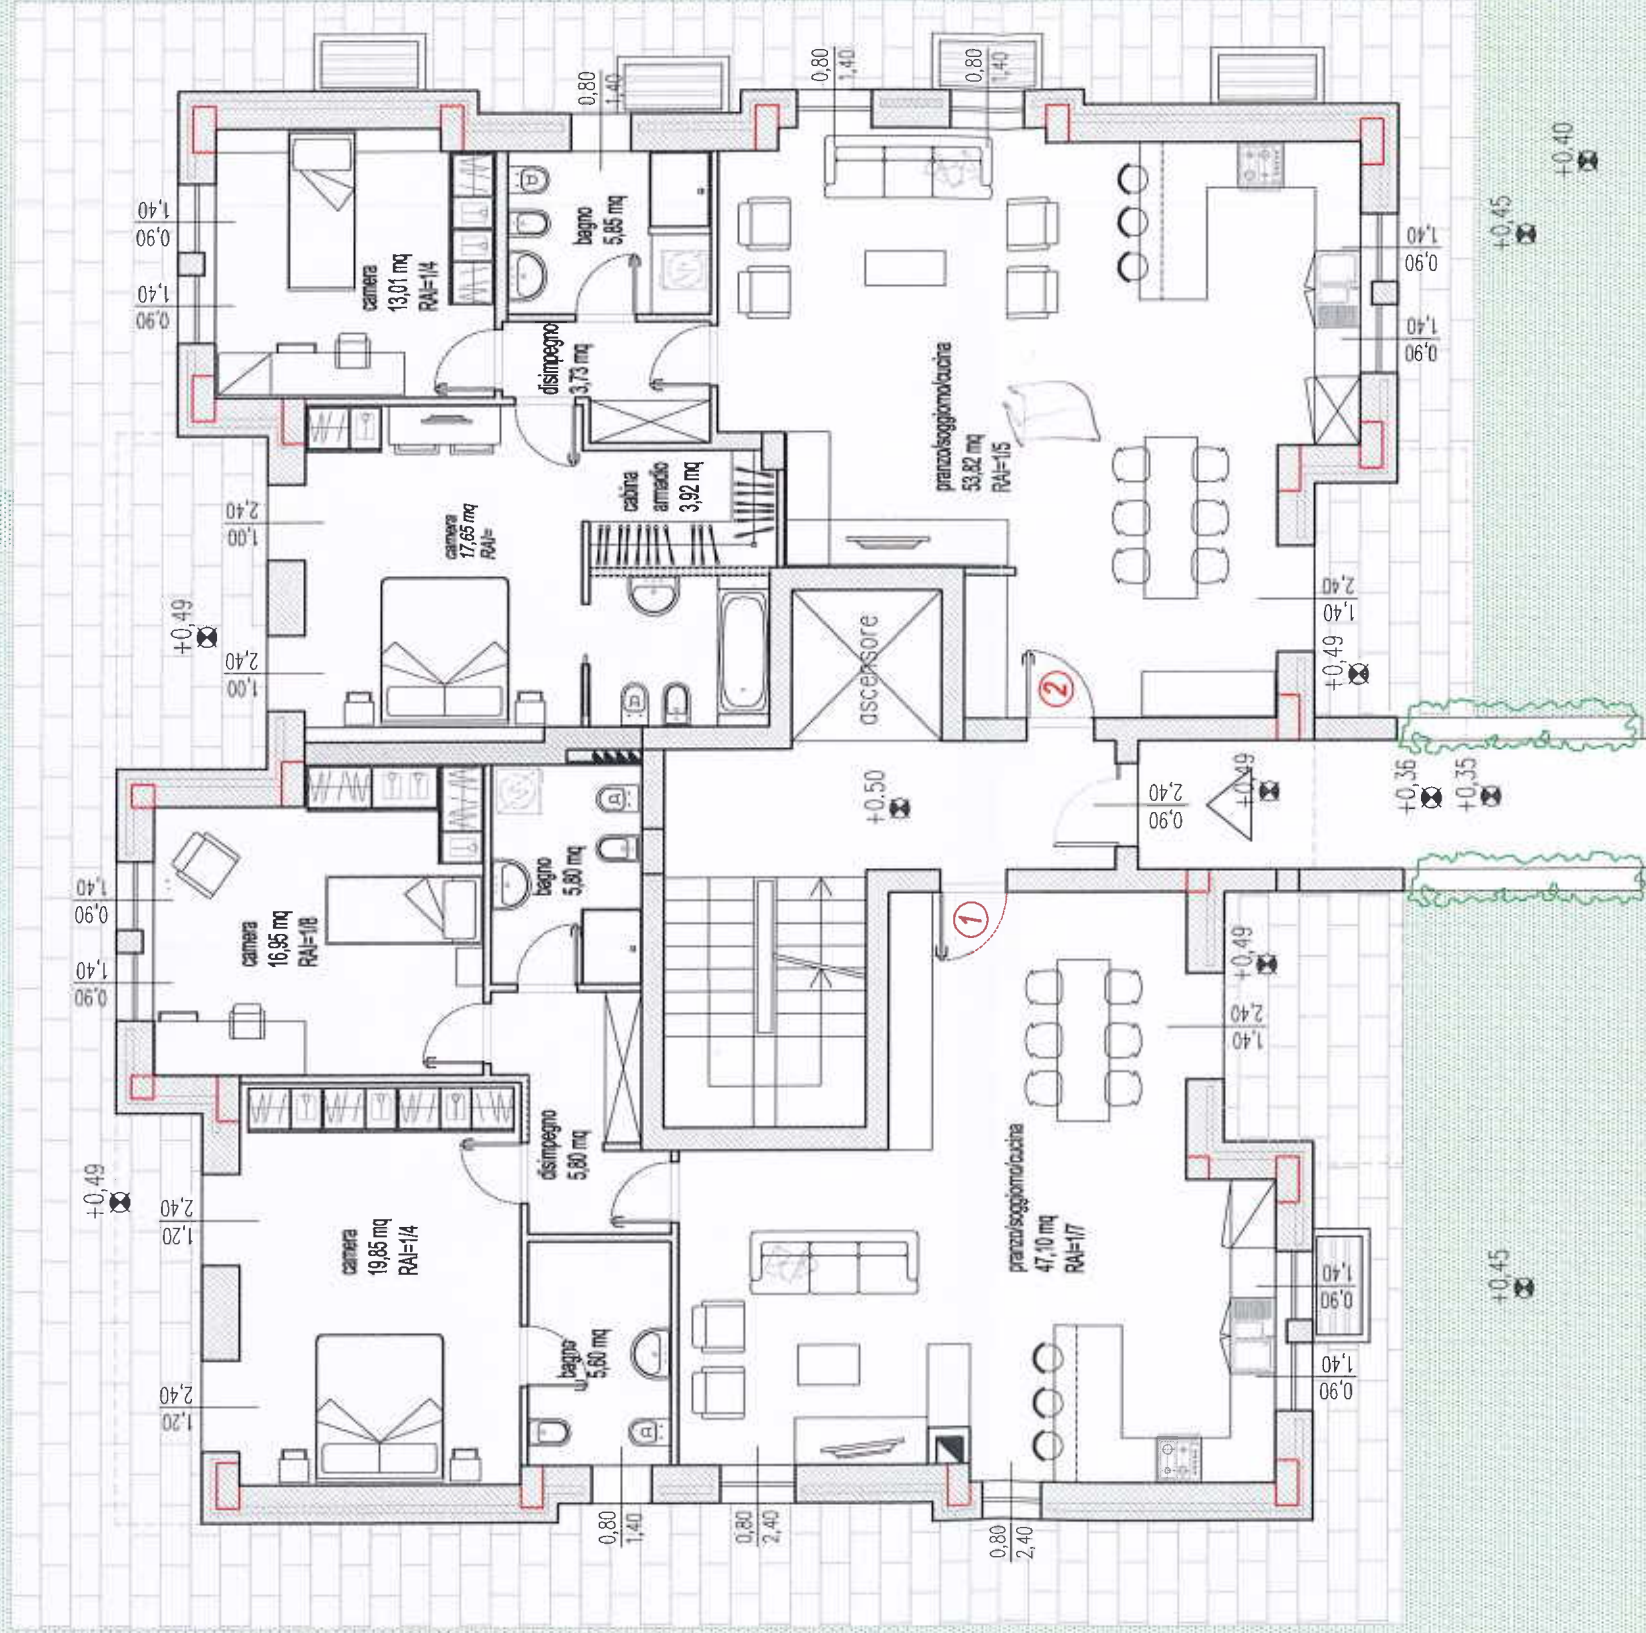 0,80
1,40
0,80
1,40
0,80
1,40
+0,40
+0,45
1,40
0,90
1,40
0,90
camera
13,01 mq
RAI=1/4
bagno
5,85 mq
1,40
0,90
1,40
0,90
disimpegno
3,73 mq
pranzo/soggiorno/cucina
53,82 mq
RAI=1/5
2,40
1,00
camera
17,65 mq
RAI=
cabina
armadio
3,92 mq
+0,49
2,40
1,00
2,40
1,40
+0,49
ascensore
2
+0,50
2,40
0,90
+0,49
+0,36
+0,35
1,40
0,90
1,40
0,90
camera
16,95 mq
RAI=1/8
bagno
5,80 mq
1
+0,49
2,40
1,40
+0,49
disimpegno
5,80 mq
2,40
1,20
2,40
1,20
camera
19,85 mq
RAI=1/4
pranzo/soggiorno/cucina
47,10 mq
RAI=1/7
bagno
5,60 mq
1,40
0,90
1,40
0,90
+0,45
0,80
1,40
0,80
2,40
0,80
2,40